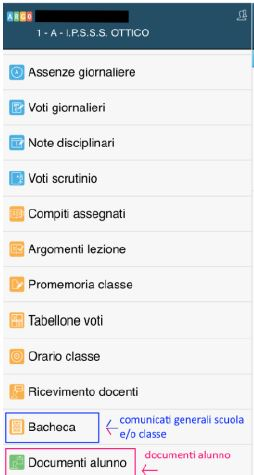 ARGO
1 - A - I.P.S.S.S. OTTICO
Assenze giornaliere
Voti giornalieri
Note disciplinari
Voti scrutinio
Compiti assegnati
Argomenti lezione
Promemoria classe
Tabellone voti
Orario classe
Ricevimento docenti
Bacheca
comunicati generali scuola
e/o classe
Documenti alunno
documenti alunno